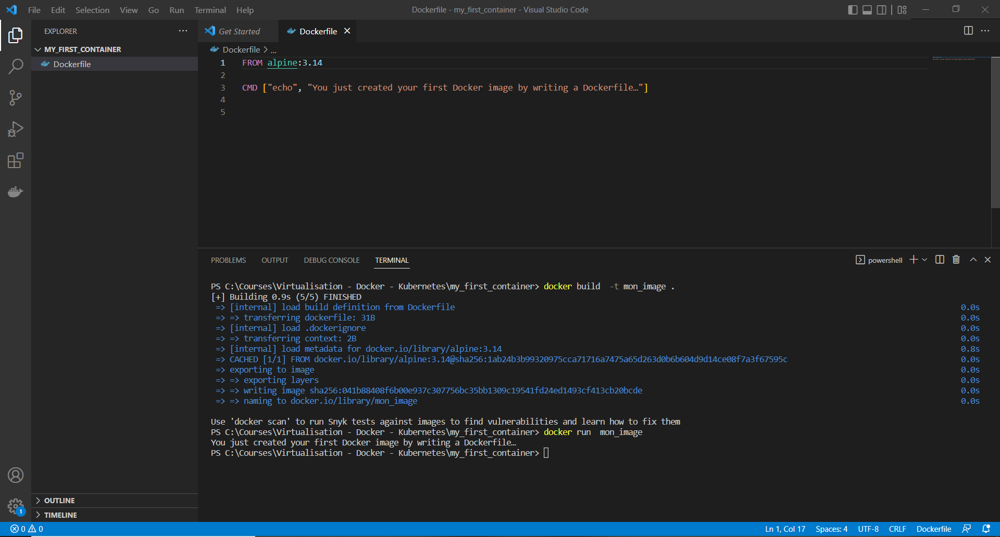 File Edit Selection View Go Run Terminal Help
Dockerfile - my_first_container - Visual Studio Code
EXPLORER
MY_FIRST_CONTAINER
Dockerfile
OUTLINE
TIMELINE
Get Started
Dockerfile
Dockerfile > ...
1 FROM alpine:3.14
2
3 CMD ["echo", "You just created your first Docker image by writing a Dockerfile…"]
4
5
PROBLEMS OUTPUT DEBUG CONSOLE TERMINAL
powershell
PS C:\Courses\Virtualisation - Docker - Kubernetes\my_first_container> docker build  -t mon_image .
[+] Building 0.9s (5/5) FINISHED
=> [internal] load build definition from Dockerfile 0.0s
=> => transferring dockerfile: 31B 0.0s
=> [internal] load .dockerignore 0.0s
=> => transferring context: 2B 0.0s
=> [internal] load metadata for docker.io/library/alpine:3.14 0.8s
=> CACHED [1/1] FROM docker.io/library/alpine:3.14@sha256:1ab24b3b99320975cca71716a7475a65d263d0b6b604d9d14ce08f7a3f67595c 0.0s
=> exporting to image 0.0s
=> => exporting layers 0.0s
=> => writing image sha256:041b88408f6b00e937c307756bc35bb1309c19541fd24ed1493cf413cb20bcde 0.0s
=> => naming to docker.io/library/mon_image 0.0s
Use 'docker scan' to run Snyk tests against images to find vulnerabilities and learn how to fix them
PS C:\Courses\Virtualisation - Docker - Kubernetes\my_first_container> docker run  mon_image
You just created your first Docker image by writing a Dockerfile…
PS C:\Courses\Virtualisation - Docker - Kubernetes\my_first_container>
1
0 0
Ln 1, Col 17 Spaces: 4 UTF-8 CRLF Dockerfile